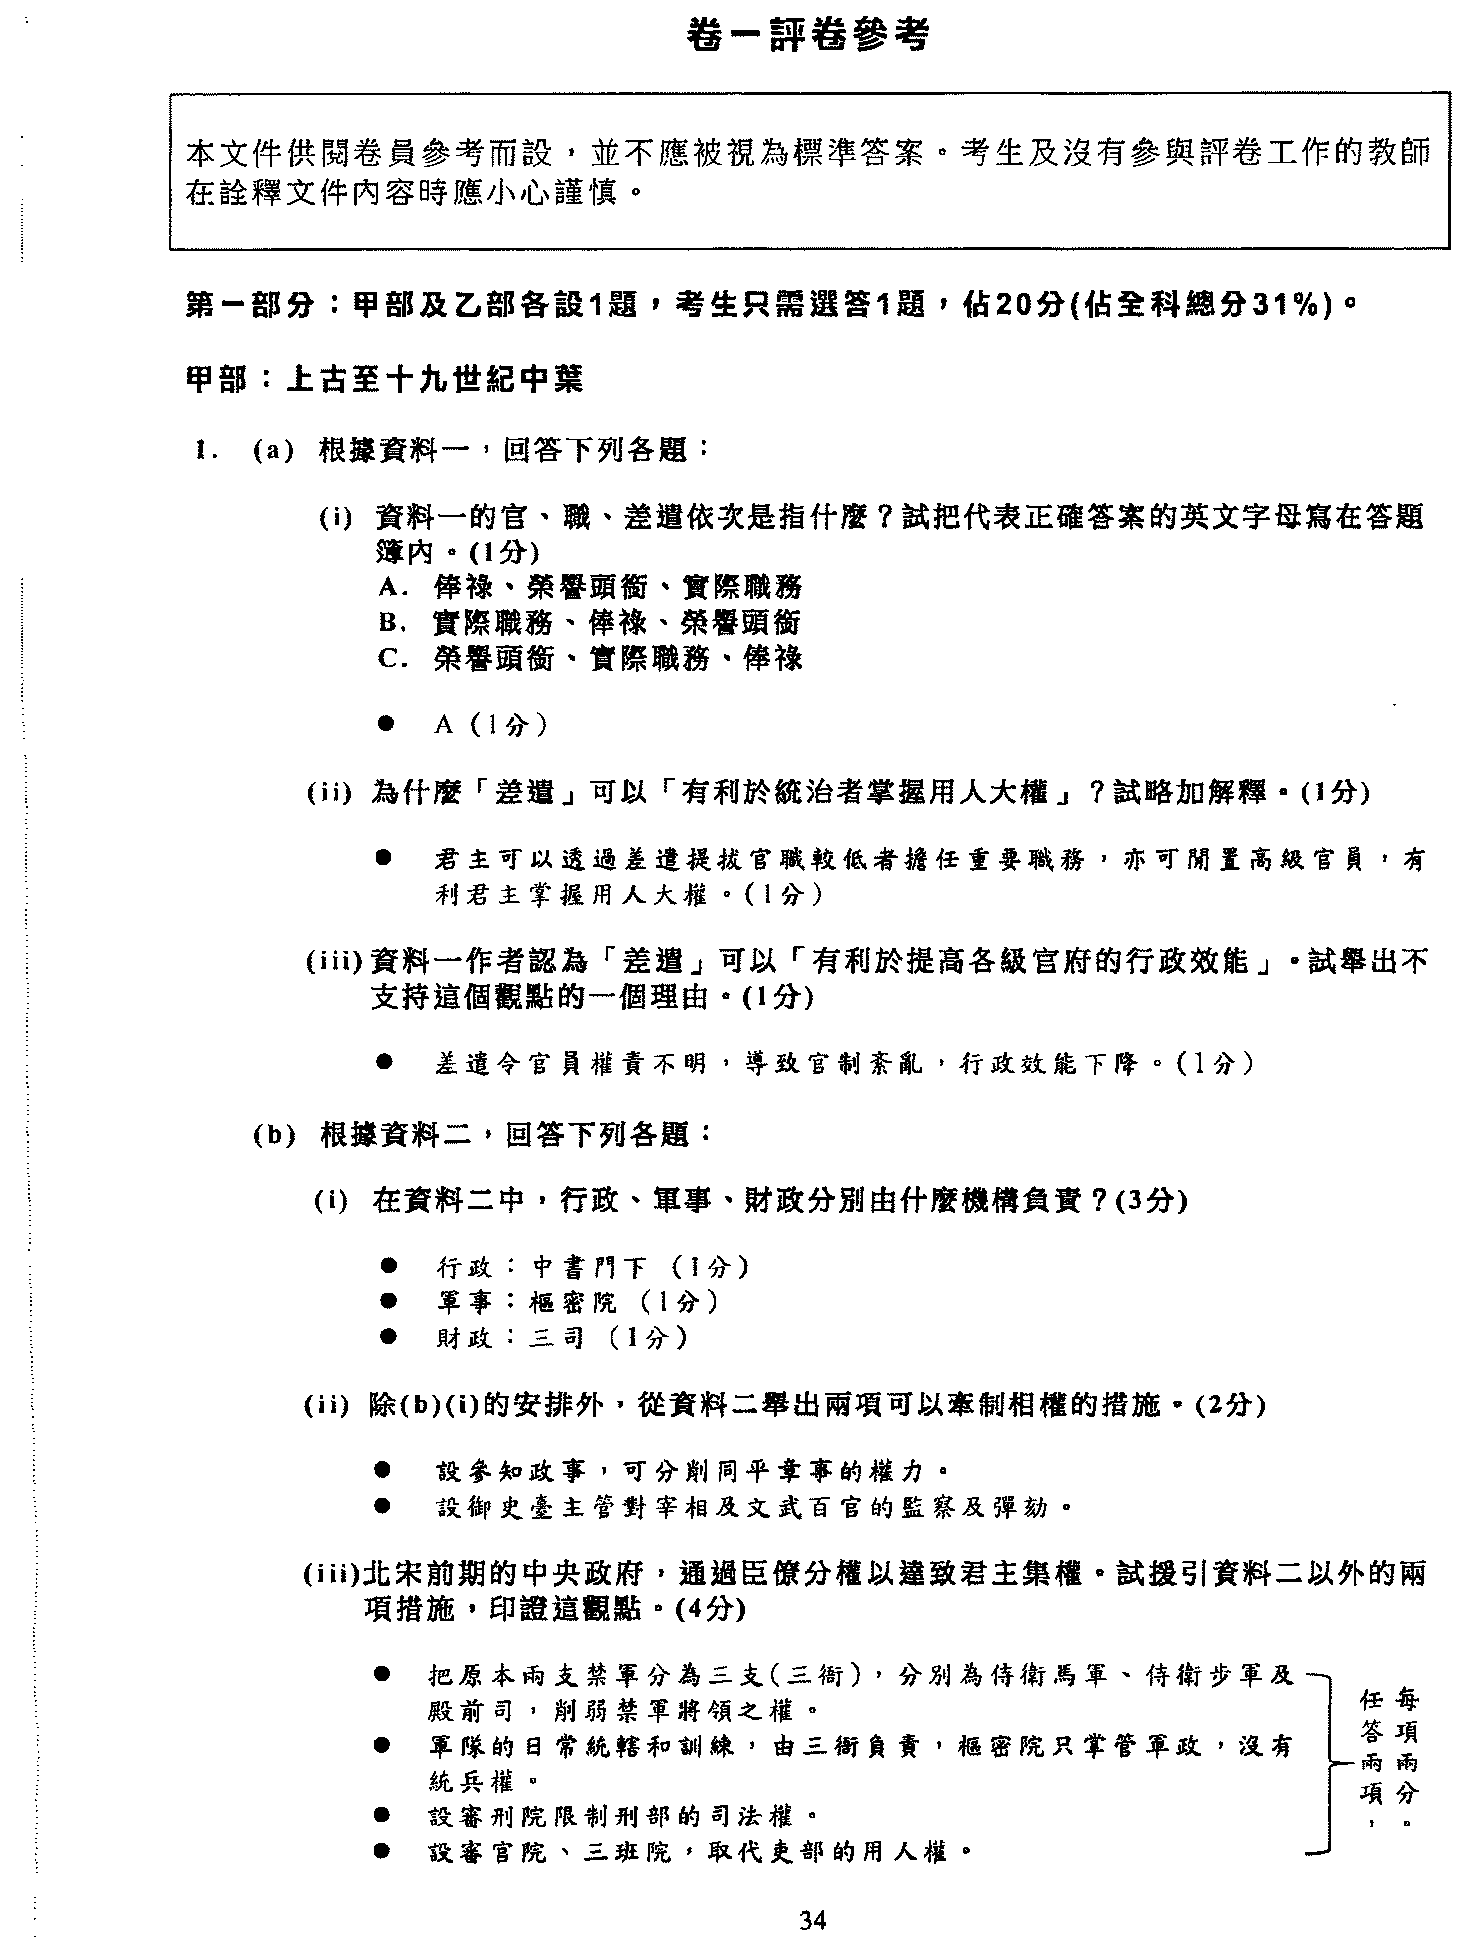 卷一評卷參考
本文件供閱卷員參考而設，並不應被視為標準答案。考生及沒有參與評卷工作的教師
在詮釋文件內容時應小心謹慎。
第一部分：甲部及乙部各設1題，考生只需選答1題，佔20分(佔全科總分31%)。
甲部：上古至十九世紀中葉
1. (a) 根據資料一，回答下列各題：
(i) 資料一的官、職、差遣依次是指什麼？試把代表正確答案的英文字母寫在答題
簿內。(1分)
A. 俸祿、榮譽頭銜、實際職務
B. 實際職務、俸祿、榮譽頭銜
C. 榮譽頭銜、實際職務、俸祿
● A (1分)
(ii) 為什麼「差遣」可以「有利於統治者掌握用人大權」？試略加解釋。(1分)
● 君主可以透過差遣提拔官職較低者擔任重要職務，亦可閒置高級官員，有
利君主掌握用人大權。(1分)
(iii) 資料一作者認為「差遣」可以「有利於提高各級官府的行政效能」。試舉出不
支持這個觀點的一個理由。(1分)
● 差遣令官員權責不明，導致官制紊亂，行政效能下降。(1分)
(b) 根據資料二，回答下列各題：
(i) 在資料二中，行政、軍事、財政分別由什麼機構負責？(3分)
● 行政：中書門下 (1分)
● 軍事：樞密院 (1分)
● 財政：三司 (1分)
(ii) 除(b)(i)的安排外，從資料二舉出兩項可以牽制相權的措施。(2分)
● 設參知政事，可分削同平章事的權力。
● 設御史臺主管對宰相及文武百官的監察及彈劾。
(iii)北宋前期的中央政府，通過臣僚分權以達致君主集權。試援引資料二以外的兩
項措施，印證這觀點。(4分)
● 把原本兩支禁軍分為三支(三衙)，分別為侍衛馬軍、侍衛步軍及
殿前司，削弱禁軍將領之權。
● 軍隊的日常統轄和訓練，由三衙負責，樞密院只掌管軍政，沒有
統兵權。
● 設審刑院限制刑部的司法權。
● 設審官院、三班院，取代吏部的用人權。
每項兩分。
任答兩項，
34